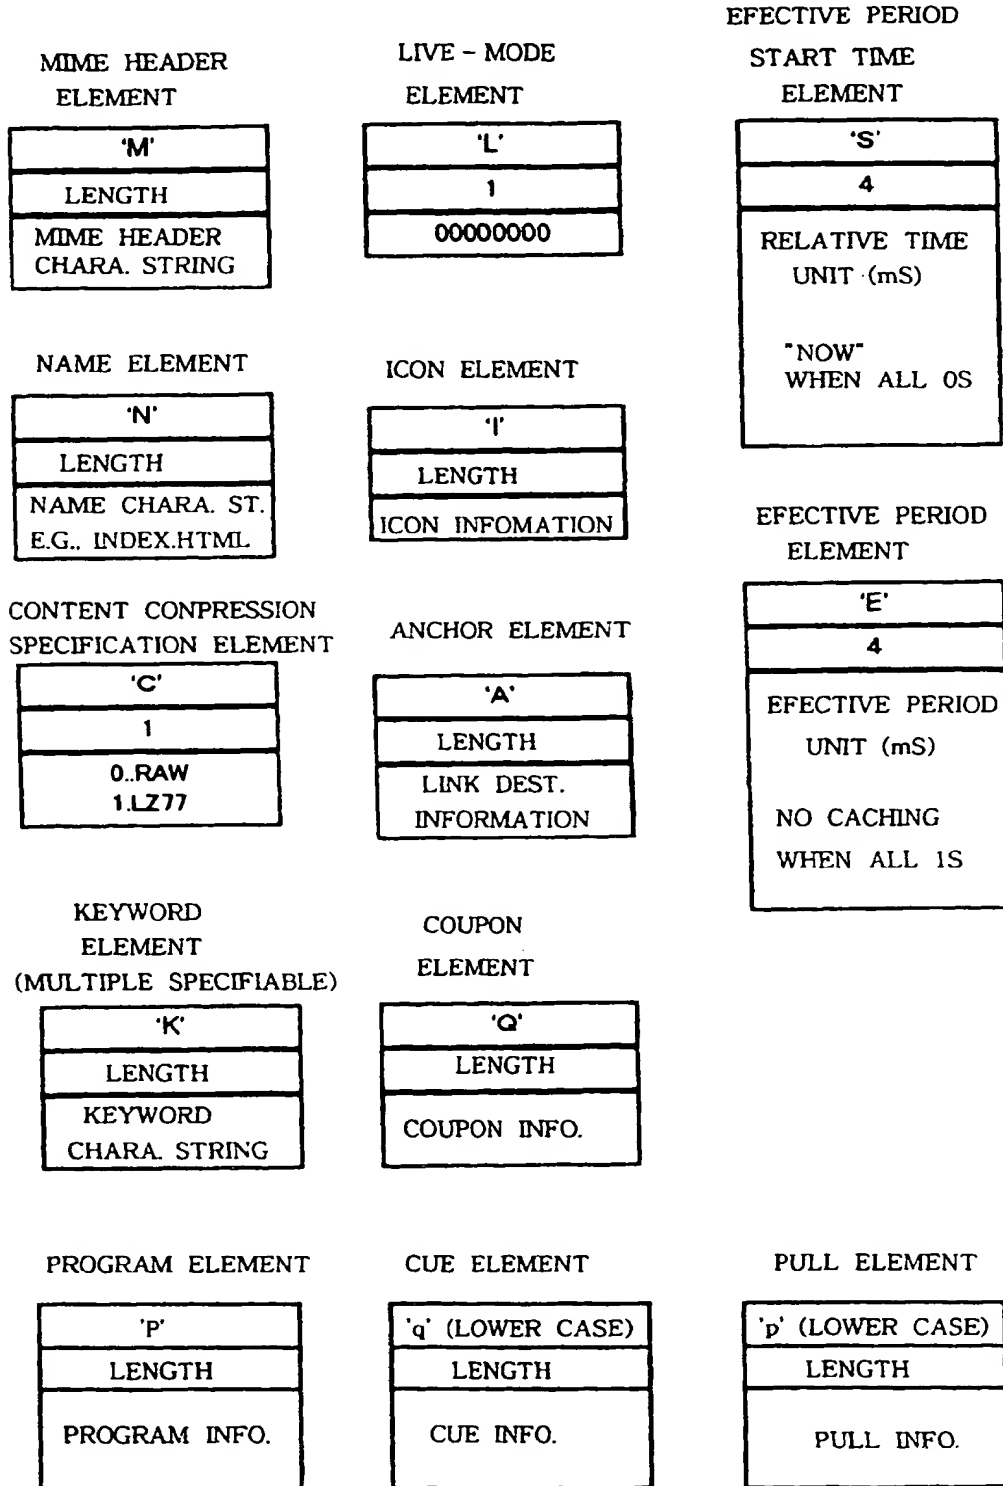 MIME HEADER
ELEMENT
'M'
LENGTH
MIME HEADER
CHARA. STRING
LIVE - MODE
ELEMENT
'L'
1
00000000
EFECTIVE PERIOD
START TIME
ELEMENT
'S'
4
RELATIVE TIME
UNIT (mS)
"NOW"
WHEN ALL 0S
NAME ELEMENT
'N'
LENGTH
NAME CHARA. ST.
E.G., INDEX.HTML
ICON ELEMENT
'I'
LENGTH
ICON INFOMATION
EFECTIVE PERIOD
ELEMENT
'E'
4
EFECTIVE PERIOD
UNIT (mS)
NO CACHING
WHEN ALL 1S
CONTENT CONPRESSION
SPECIFICATION ELEMENT
'C'
1
0..RAW
1.LZ77
ANCHOR ELEMENT
'A'
LENGTH
LINK DEST.
INFORMATION
KEYWORD
ELEMENT
(MULTIPLE SPECIFIABLE)
'K'
LENGTH
KEYWORD
CHARA. STRING
COUPON
ELEMENT
'Q'
LENGTH
COUPON INFO.
PROGRAM ELEMENT
'P'
LENGTH
PROGRAM INFO.
CUE ELEMENT
'q' (LOWER CASE)
LENGTH
CUE INFO.
PULL ELEMENT
'p' (LOWER CASE)
LENGTH
PULL INFO.